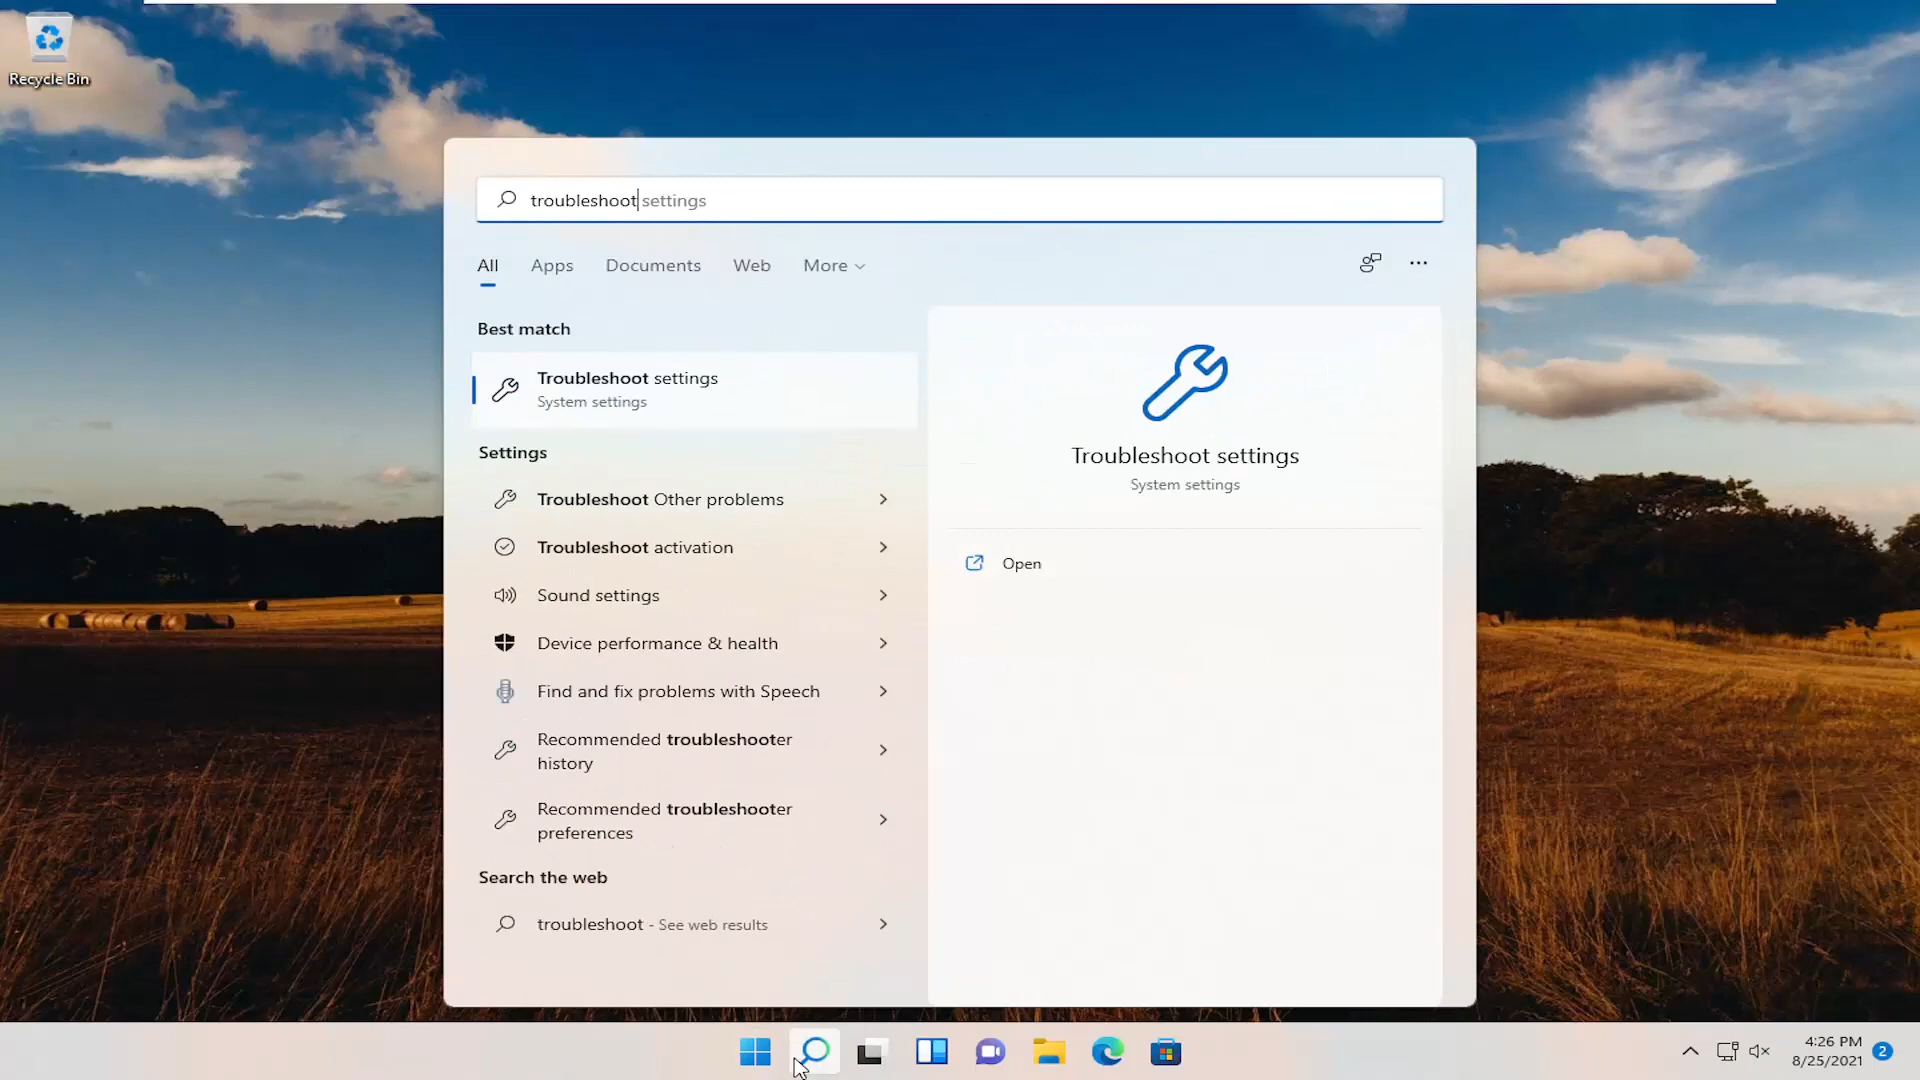 Recycle Bin
troubleshoot settings
All Apps Documents Web More
Best match
Troubleshoot settings
System settings
Settings
Troubleshoot Other problems
Troubleshoot activation
Sound settings
Device performance & health
Find and fix problems with Speech
Recommended troubleshooter
history
Recommended troubleshooter
preferences
Search the web
troubleshoot - See web results
Troubleshoot settings
System settings
Open
4:26 PM
8/25/2021
2